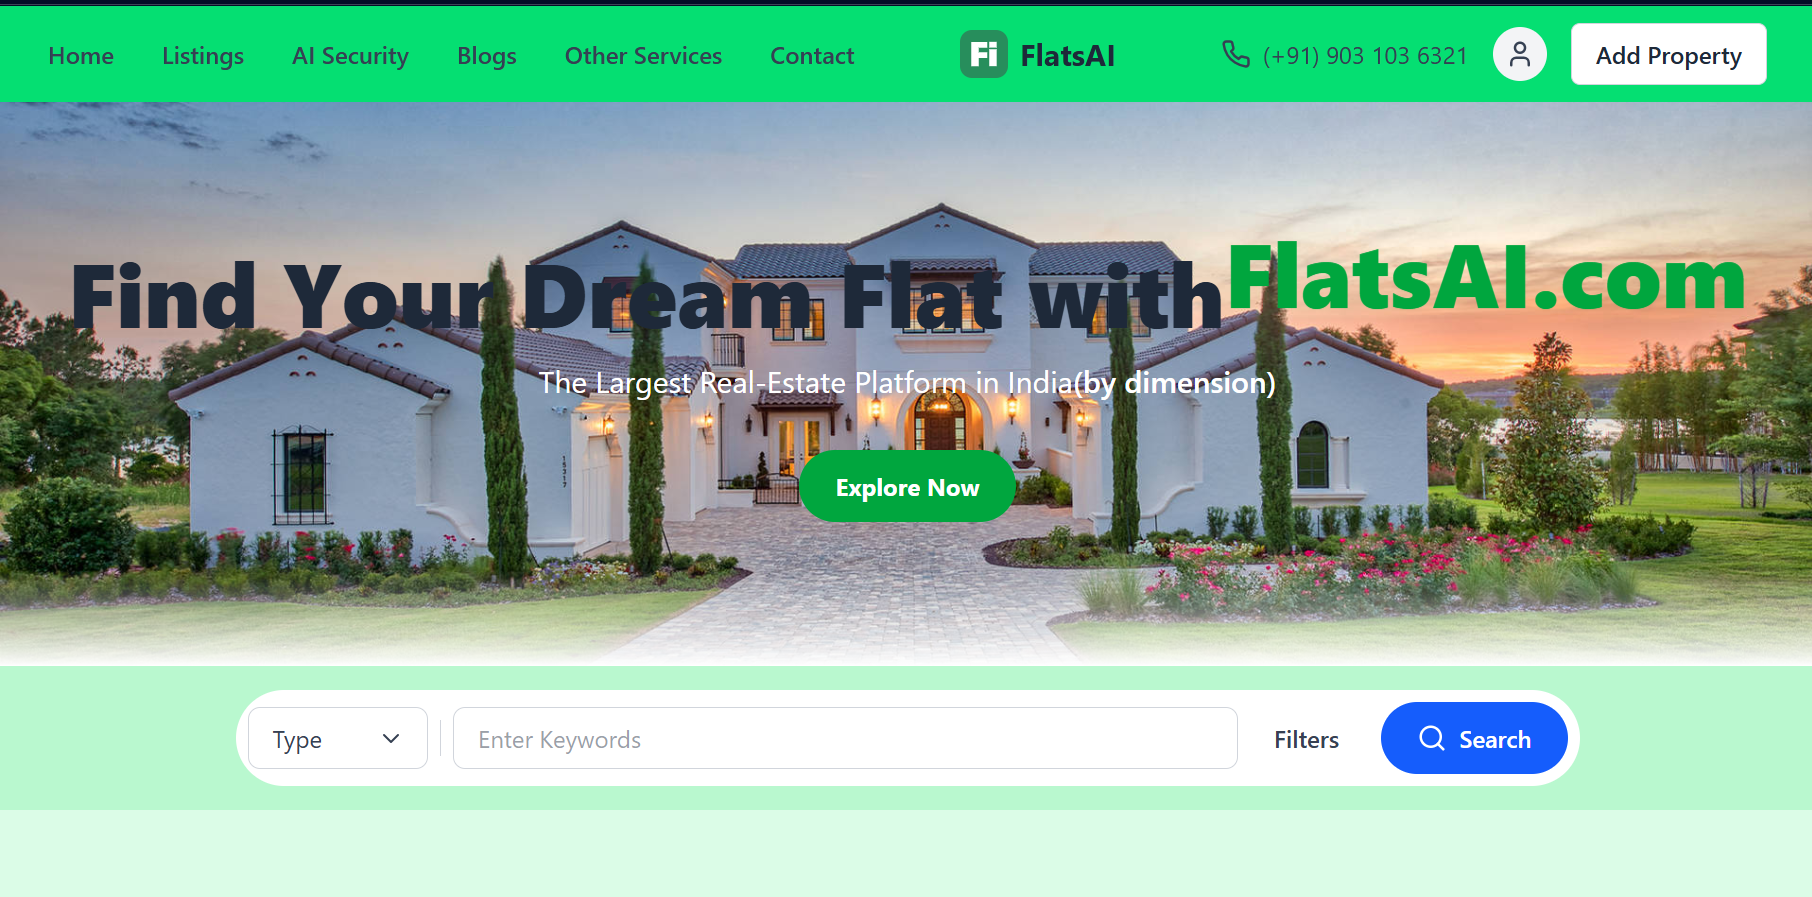 Home Listings AI Security Blogs Other Services Contact Fi FlatsAI (+91) 903 103 6321 Add Property
Find Your Dream Flat with FlatsAI.com
The Largest Real-Estate Platform in India(by dimension)
15317
Explore Now
Type Enter Keywords Filters Search